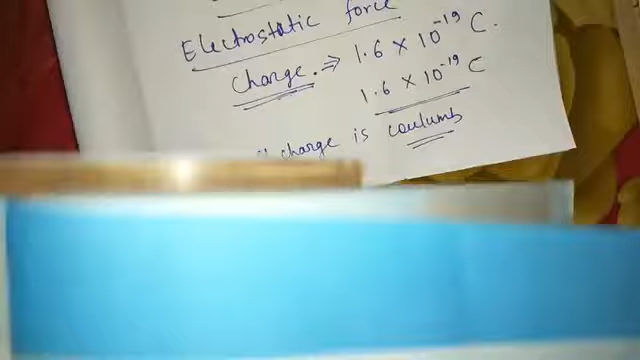 Electrostatic force
Charge. ⇒ 1.6 × 10⁻¹⁹ C.
1.6 × 10⁻¹⁹ C
charge is coulumb